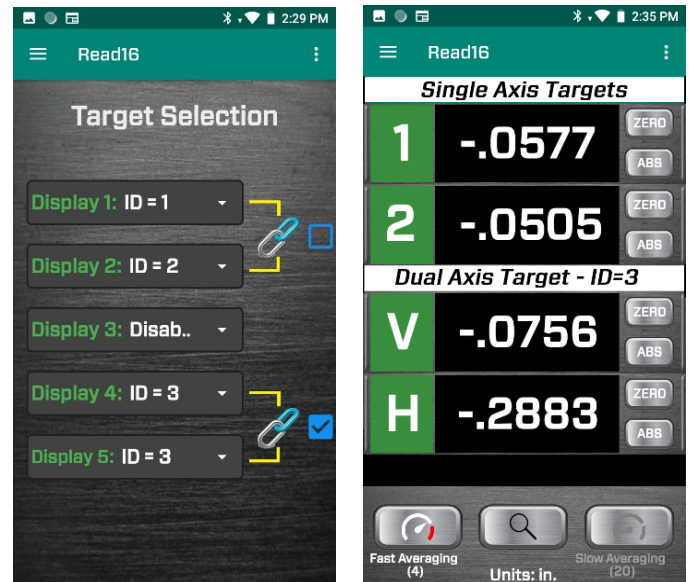 2:29 PM
Read16
Target Selection
Display 1: ID = 1
Display 2: ID = 2
Display 3: Disab..
Display 4: ID = 3
Display 5: ID = 3
2:35 PM
Read16
Single Axis Targets
1 -.0577 ZERO
ABS
2 -.0505 ZERO
ABS
Dual Axis Target - ID=3
V -.0756 ZERO
ABS
H -.2883 ZERO
ABS
Fast Averaging
(4)
Units: in.
Slow Averaging
(20)